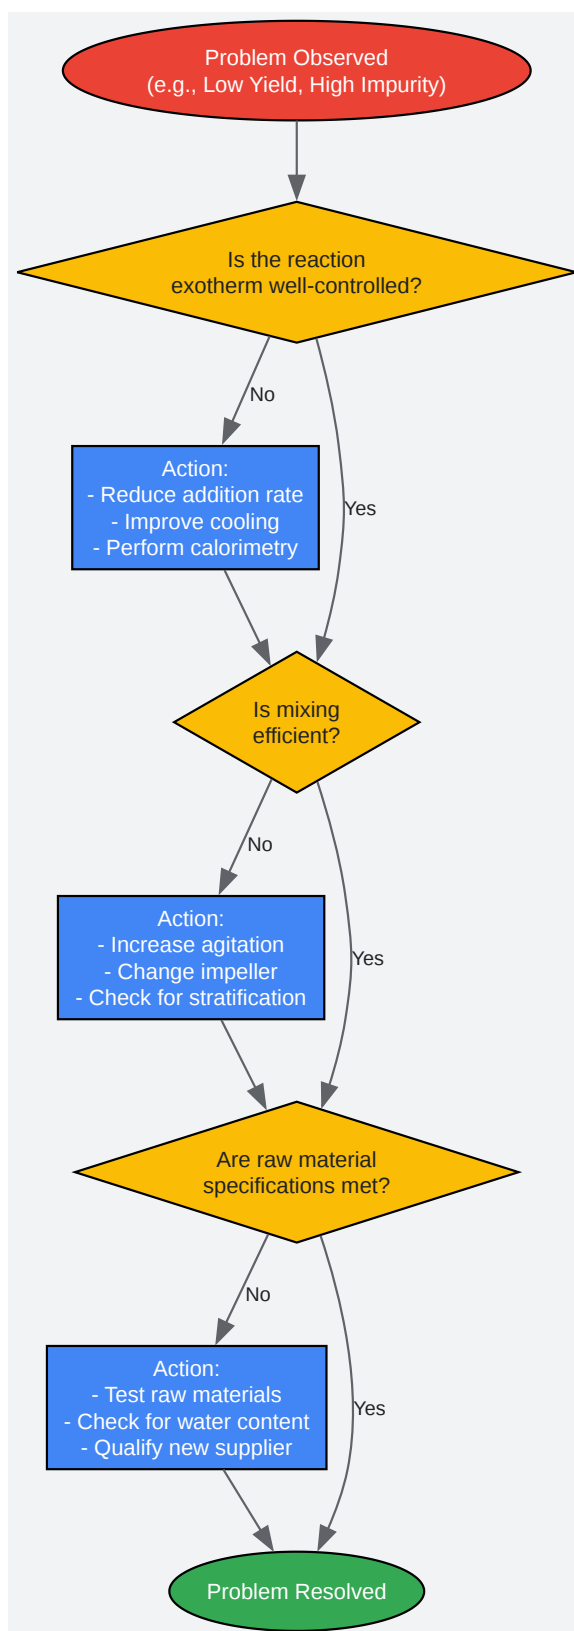 Problem Observed
(e.g., Low Yield, High Impurity)
Is the reaction
exotherm well-controlled?
No
Action:
- Reduce addition rate
- Improve cooling
- Perform calorimetry
Yes
Is mixing
efficient?
No
Action:
- Increase agitation
- Change impeller
- Check for stratification
Yes
Are raw material
specifications met?
No
Action:
- Test raw materials
- Check for water content
- Qualify new supplier
Yes
Problem Resolved